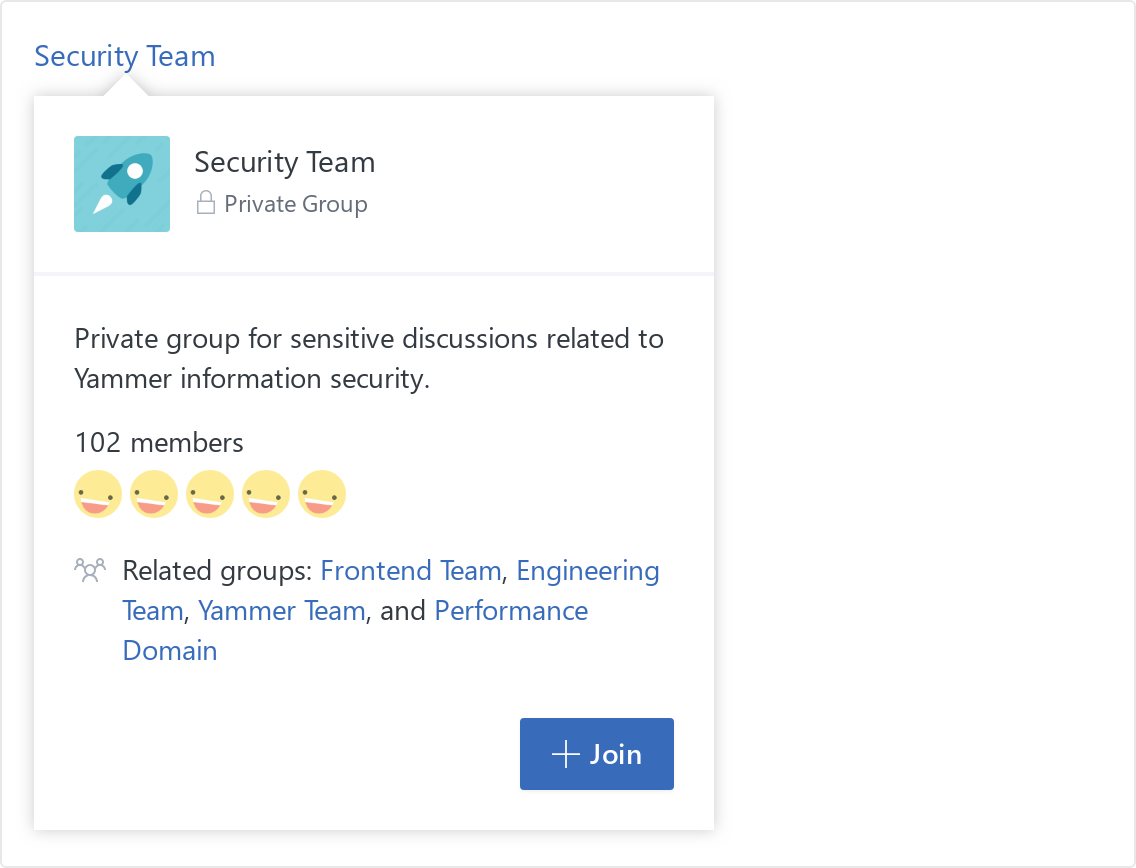 Security Team
Security Team
Private Group
Private group for sensitive discussions related to
Yammer information security.
102 members
Related groups: Frontend Team, Engineering
Team, Yammer Team, and Performance
Domain
Join